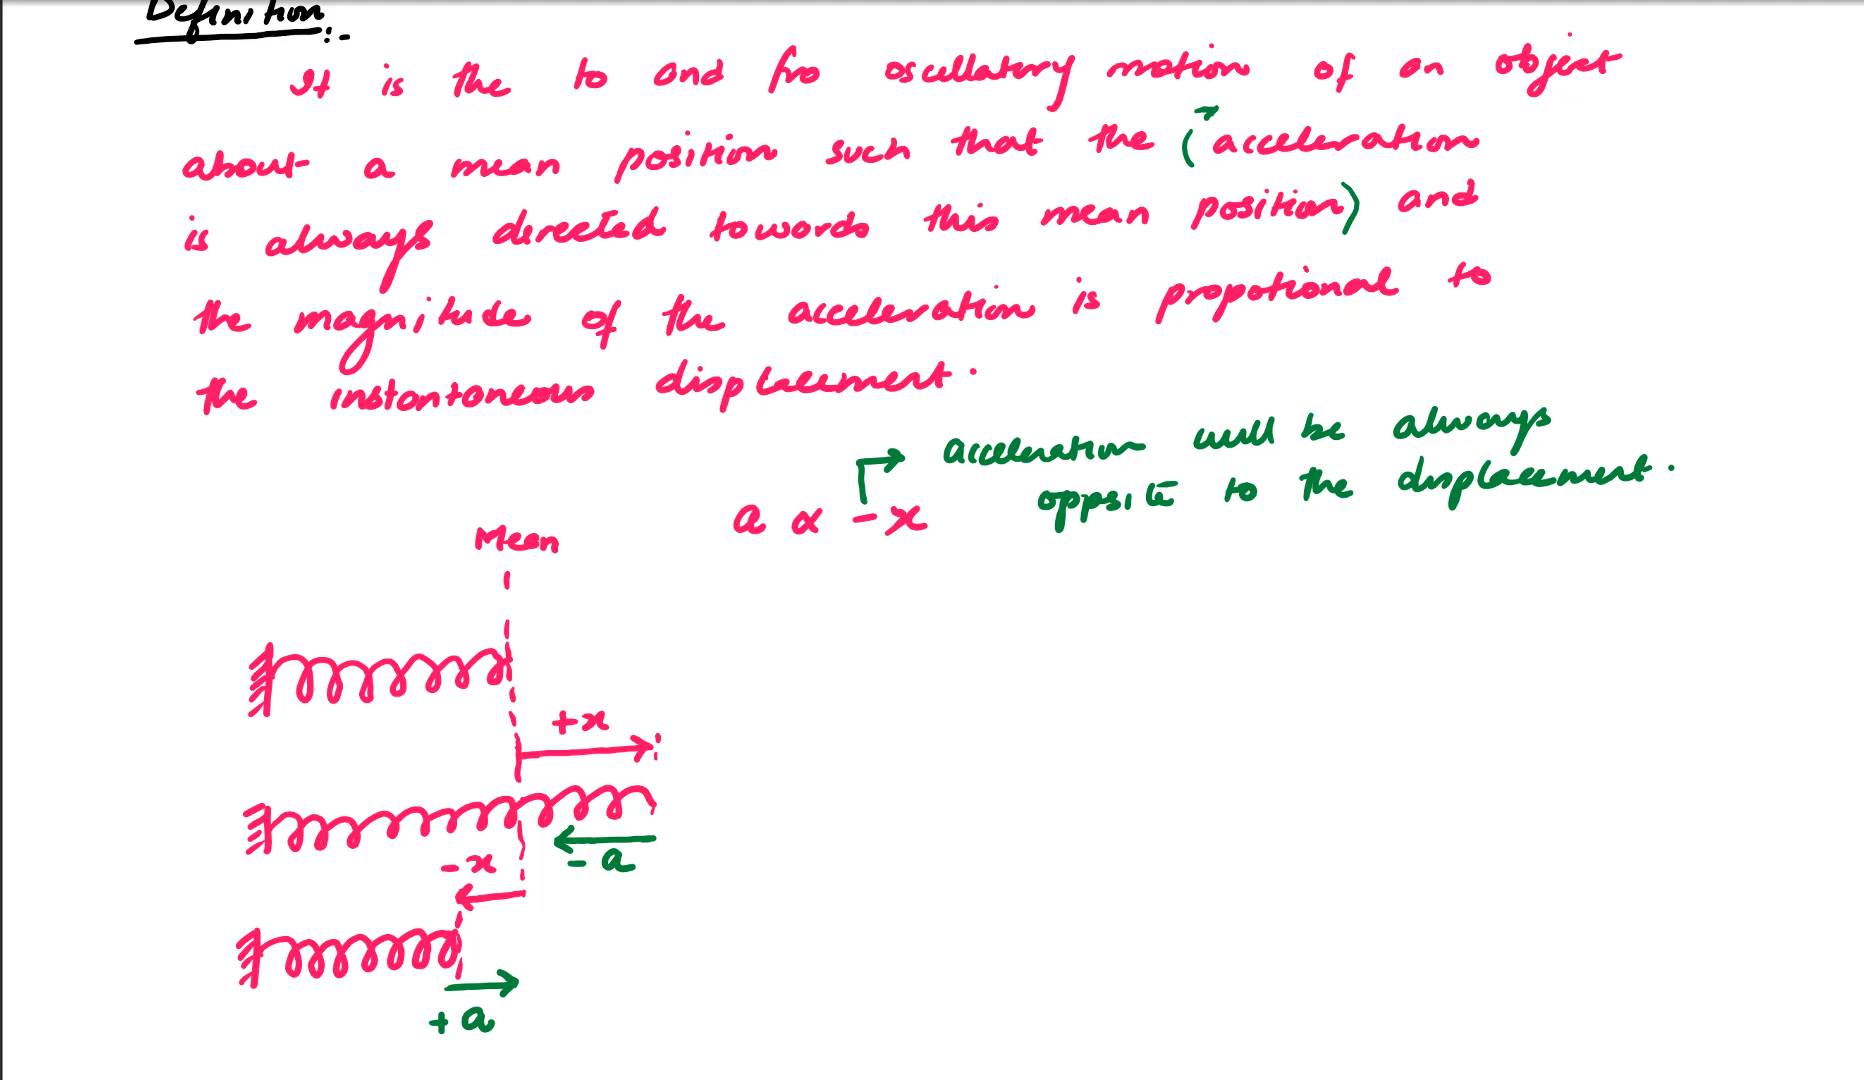 Definition:-
It is the to and fro oscillatory motion of an object
about a mean position such that the (acceleration
is always directed towards this mean position) and
the magnitude of the acceleration is propotional to
the instantaneous displacement.
acceleration will be always
opposite to the displacement.
a ∝ -x
Mean
+x
-a
-x
+a